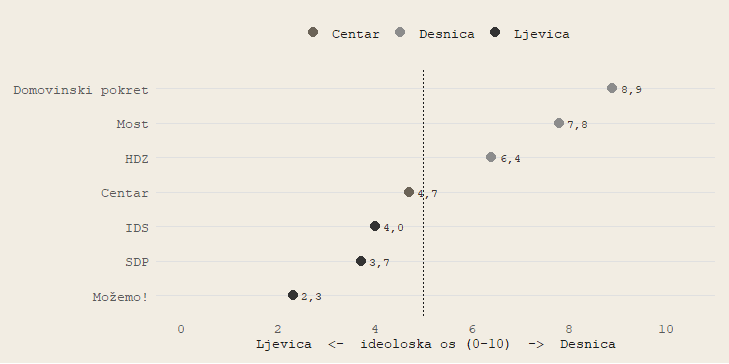 Centar Desnica Ljevica
Domovinski pokret 8,9
Most 7,8
HDZ 6,4
Centar 4,7
IDS 4,0
SDP 3,7
Možemo! 2,3
0 2 4 6 8 10
Ljevica <- ideoloska os (0-10) -> Desnica